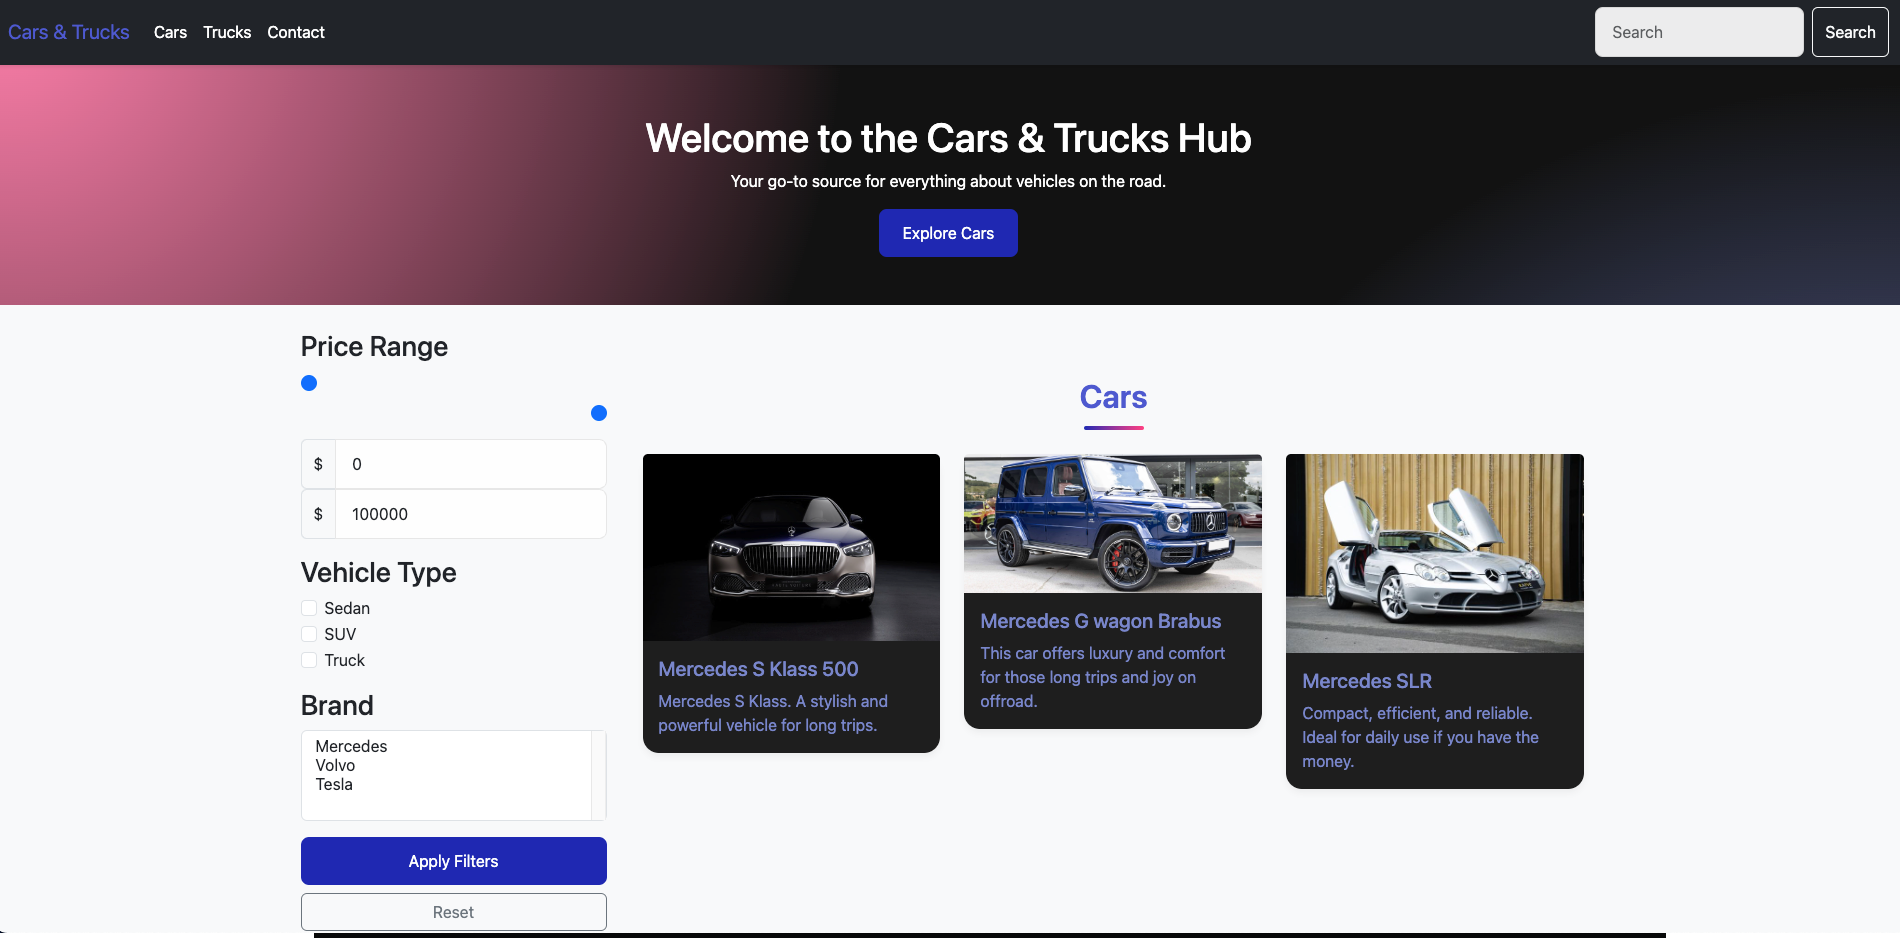 Cars & Trucks
Cars
Trucks
Contact
Search
Search
Welcome to the Cars & Trucks Hub
Your go-to source for everything about vehicles on the road.
Explore Cars
Price Range
$ 0
$ 100000
Vehicle Type
Sedan
SUV
Truck
Brand
Mercedes
Volvo
Tesla
Apply Filters
Reset
Cars
Mercedes S Klass 500
Mercedes S Klass. A stylish and
powerful vehicle for long trips.
Mercedes G wagon Brabus
This car offers luxury and comfort
for those long trips and joy on
offroad.
Mercedes SLR
Compact, efficient, and reliable.
Ideal for daily use if you have the
money.